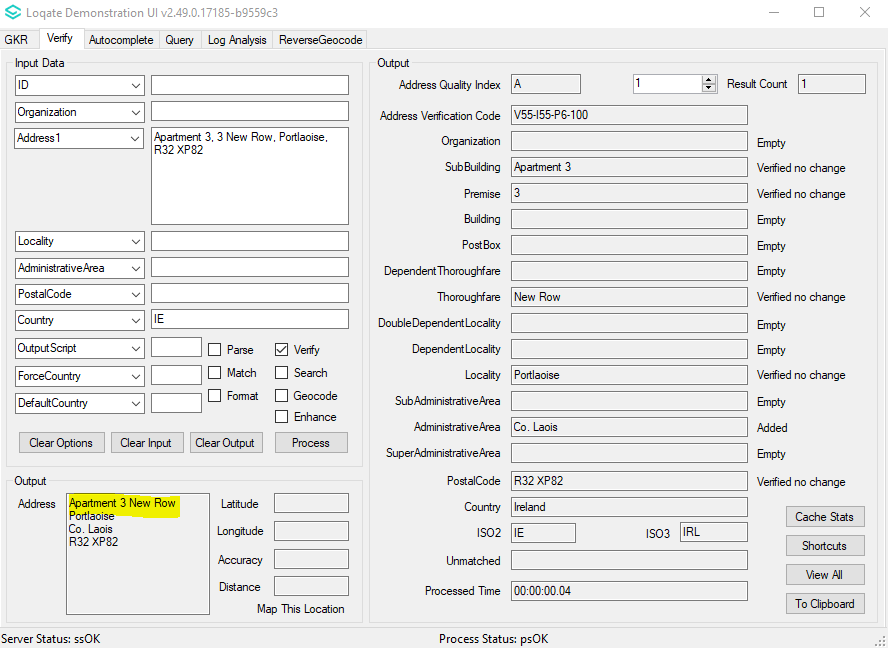 Loqate Demonstration UI v2.49.0.17185-b9559c3
GKR Verify Autocomplete Query Log Analysis ReverseGeocode
Input Data
ID
Organization
Address1
Apartment 3, 3 New Row, Portlaoise,
R32 XP82
Locality
AdministrativeArea
PostalCode
Country IE
OutputScript
Parse Verify
ForceCountry
Match Search
DefaultCountry
Format Geocode
Enhance
Clear Options Clear Input Clear Output Process
Output
Address
Apartment 3 New Row
Portlaoise
Co. Laois
R32 XP82
Latitude
Longitude
Accuracy
Distance
Map This Location
Output
Address Quality Index A 1 Result Count 1
Address Verification Code V55-I55-P6-100
Organization Empty
SubBuilding Apartment 3 Verified no change
Premise 3 Verified no change
Building Empty
PostBox Empty
DependentThoroughfare Empty
Thoroughfare New Row Verified no change
DoubleDependentLocality Empty
DependentLocality Empty
Locality Portlaoise Verified no change
SubAdministrativeArea Empty
AdministrativeArea Co. Laois Added
SuperAdministrativeArea Empty
PostalCode R32 XP82 Verified no change
Country Ireland
ISO2 IE ISO3 IRL
Unmatched
Processed Time 00:00:00.04
Cache Stats
Shortcuts
View All
To Clipboard
Server Status: ssOK Process Status: psOK